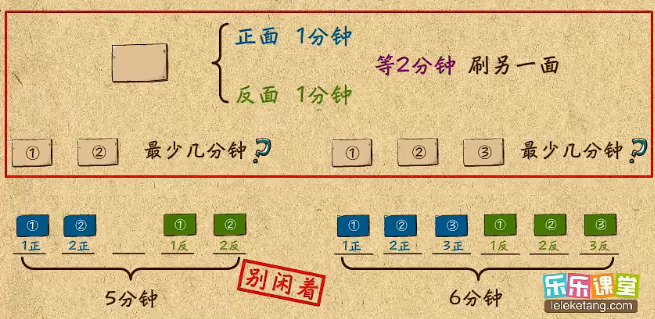 正面 1分钟
等2分钟 刷另一面
反面 1分钟
① ② 最少几分钟? ① ② ③ 最少几分钟?
① ② ① ② ① ② ③ ① ② ③
1正 2正 1反 2反 1正 2正 3正 1反 2反 3反
别闲着
5分钟 6分钟
乐乐课堂
leleketang.com